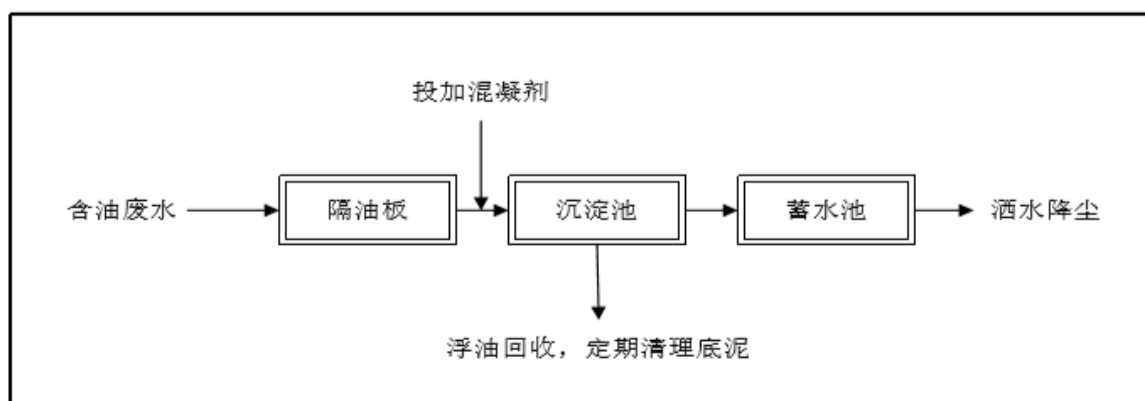 投加混凝剂
含油废水
隔油板
沉淀池
蓄水池
洒水降尘
浮油回收，定期清理底泥